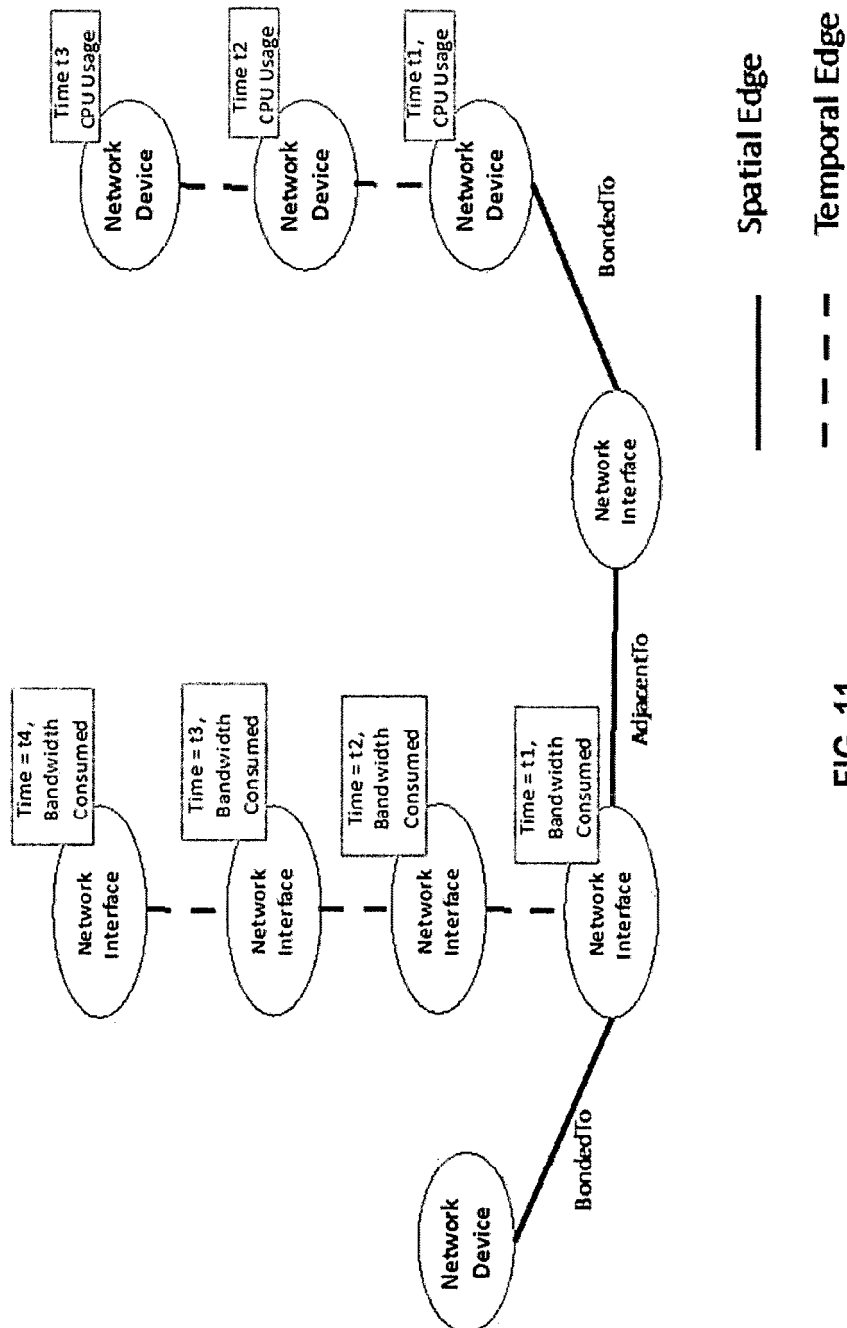 Time = t4,
Bandwidth
Consumed
Network
Interface
Time = t3,
Bandwidth
Consumed
Network
Interface
Time = t2,
Bandwidth
Consumed
Network
Interface
Time = t1,
Bandwidth
Consumed
Network
Interface
Network
Device
BondedTo
AdjacentTo
Network
Interface
BondedTo
Time t3
CPU Usage
Network
Device
Time t2
CPU Usage
Network
Device
Time t1,
CPU Usage
Network
Device
Spatial Edge
Temporal Edge
FIG. 11